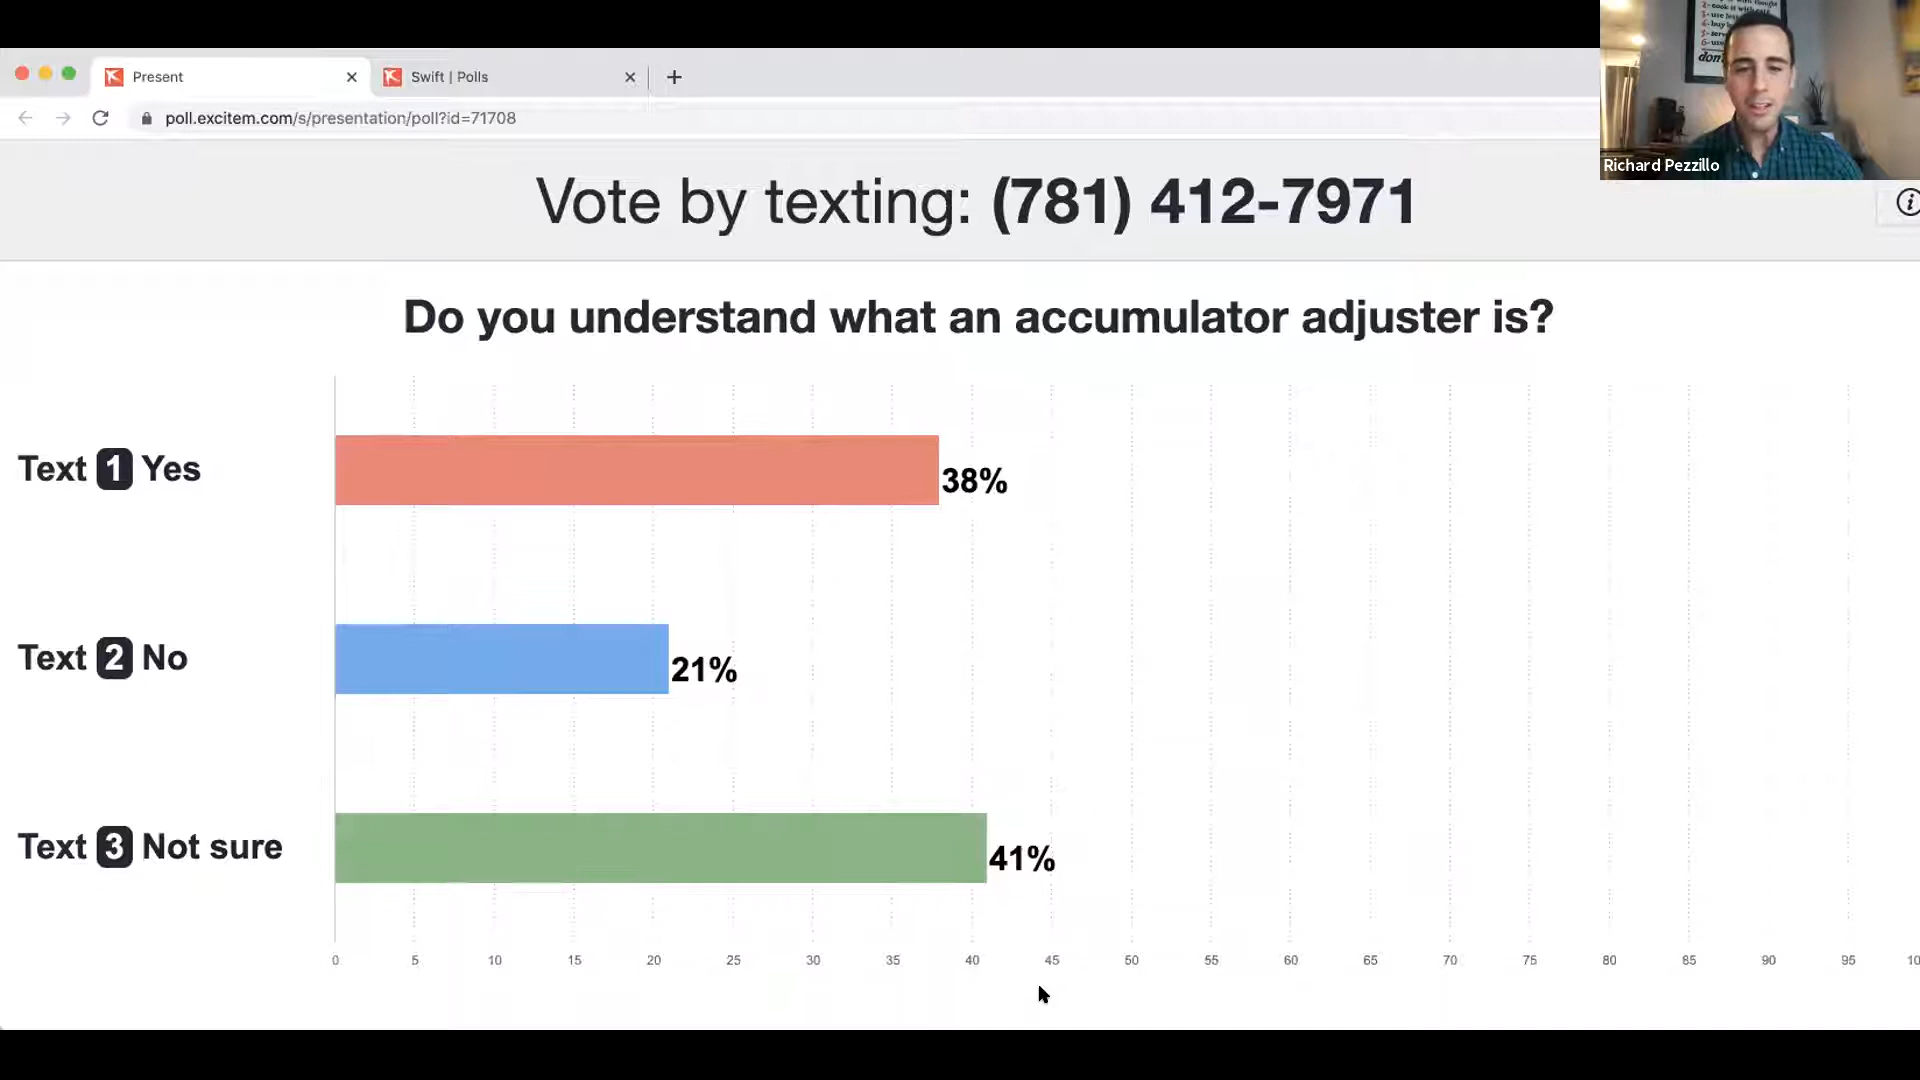 Present
Swift | Polls
poll.excitem.com/s/presentation/poll?id=71708
don
Richard Pezzillo
Vote by texting: (781) 412-7971
Do you understand what an accumulator adjuster is?
Text 1 Yes
38%
Text 2 No
21%
Text 3 Not sure
41%
0 5 10 15 20 25 30 35 40 45 50 55 60 65 70 75 80 85 90 95 10